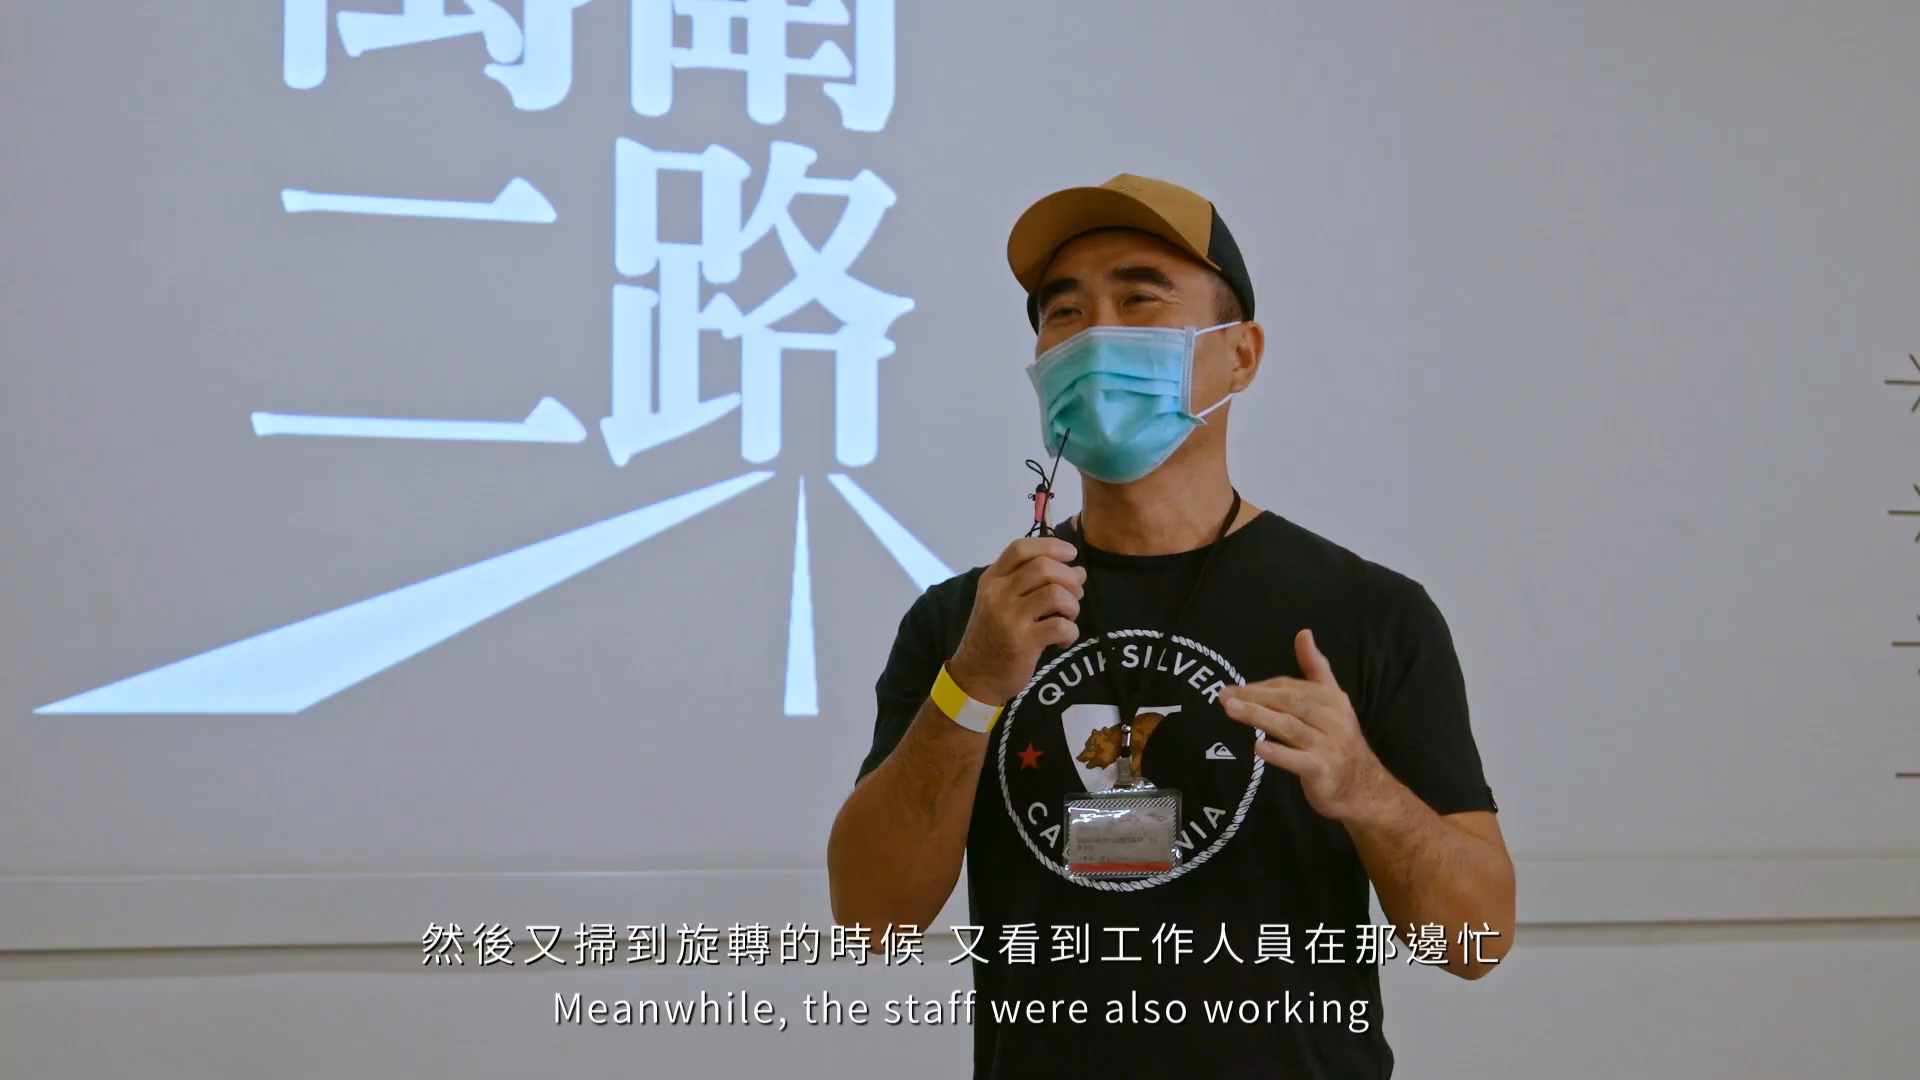 路
二
QUIKSILVER
然後又掃到旋轉的時候 又看到工作人員在那邊忙
Meanwhile, the staff were also working